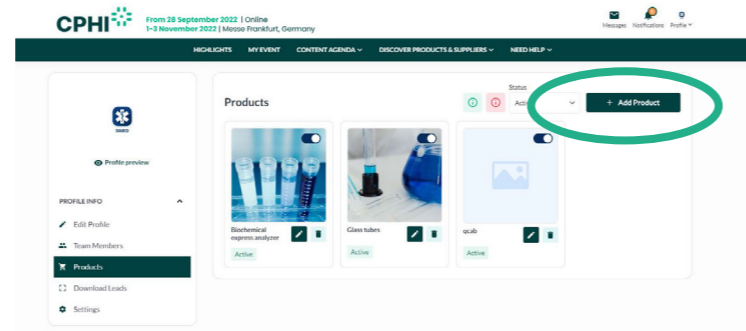 CPHI
From 28 September 2022 | Online
1-3 November 2022 | Messe Frankfurt, Germany
Messages Notifications Profile
HIGHLIGHTS MY EVENT CONTENT AGENDA DISCOVER PRODUCTS & SUPPLIERS NEED HELP
Profile preview
PROFILE INFO
Edit Profile
Team Members
Products
Download Leads
Settings
Products
Status
+ Add Product
Biochemical
express analyzer
Active
Glass tubes
Active
qcab
Active